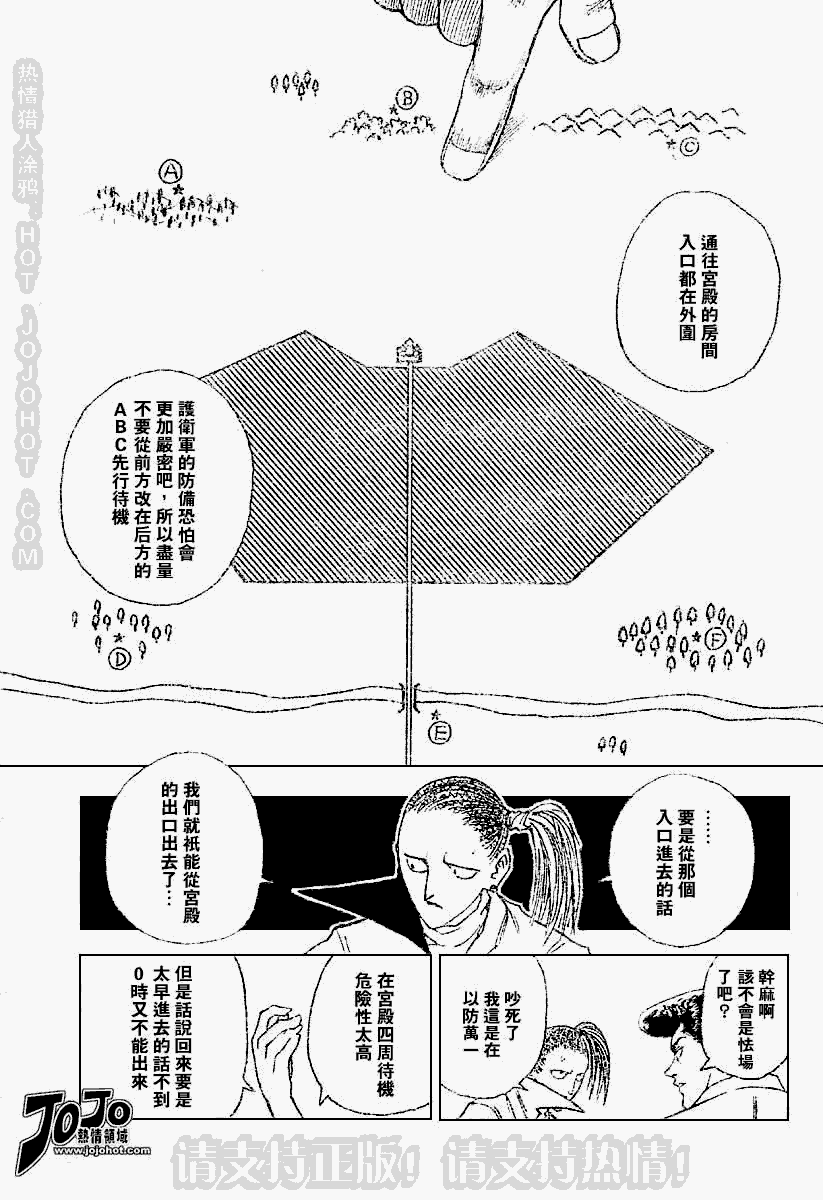 B
C
A
通往宮殿的房間
入口都在外圍
護衛軍的防備恐怕會
更加嚴密吧，所以盡量
不要從前方改在后方的
ABC先行待機
D
F
E
……
要是從那個
入口進去的話
我們就衹能從宮殿
的出口出去了…
幹麻啊
該不會是怯場
了吧？
吵死了
我這是在
以防萬一
在宮殿四周待機
危險性太高
但是話說回來要是
太早進去的話不到
0時又不能出來
热情猎人涂鸦.HOT.JOJOHOT.COM
JOJO
熱情領域
www.jojohot.com
请支持正版！请支持热情！